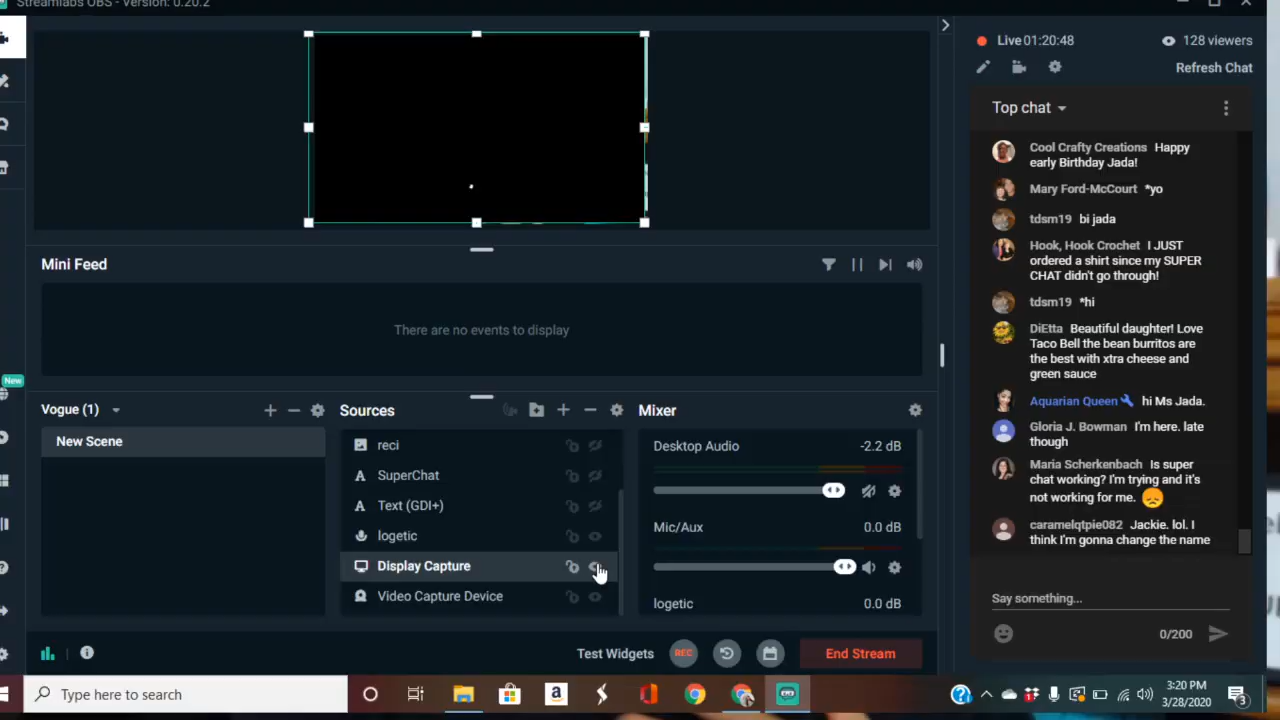 Streamlabs OBS - Version: 0.20.2
Live 01:20:48
128 viewers
Refresh Chat
Top chat
Cool Crafty Creations Happy
early Birthday Jada!
Mary Ford-McCourt *yo
tdsm19 bi jada
Hook, Hook Crochet I JUST
ordered a shirt since my SUPER
CHAT didn't go through!
tdsm19 *hi
DiEtta Beautiful daughter! Love
Taco Bell the bean burritos are
the best with xtra cheese and
green sauce
Aquarian Queen hi Ms Jada.
Gloria J. Bowman I'm here. late
though
Maria Scherkenbach Is super
chat working? I'm trying and it's
not working for me.
caramelqtpie082 Jackie. lol. I
think I'm gonna change the name
Say something...
0/200
Mini Feed
There are no events to display
New
Vogue (1)
New Scene
Sources
reci
SuperChat
Text (GDI+)
logetic
Display Capture
Video Capture Device
Mixer
Desktop Audio -2.2 dB
Mic/Aux 0.0 dB
logetic 0.0 dB
Test Widgets
REC
End Stream
Type here to search
3:20 PM
3/28/2020
3